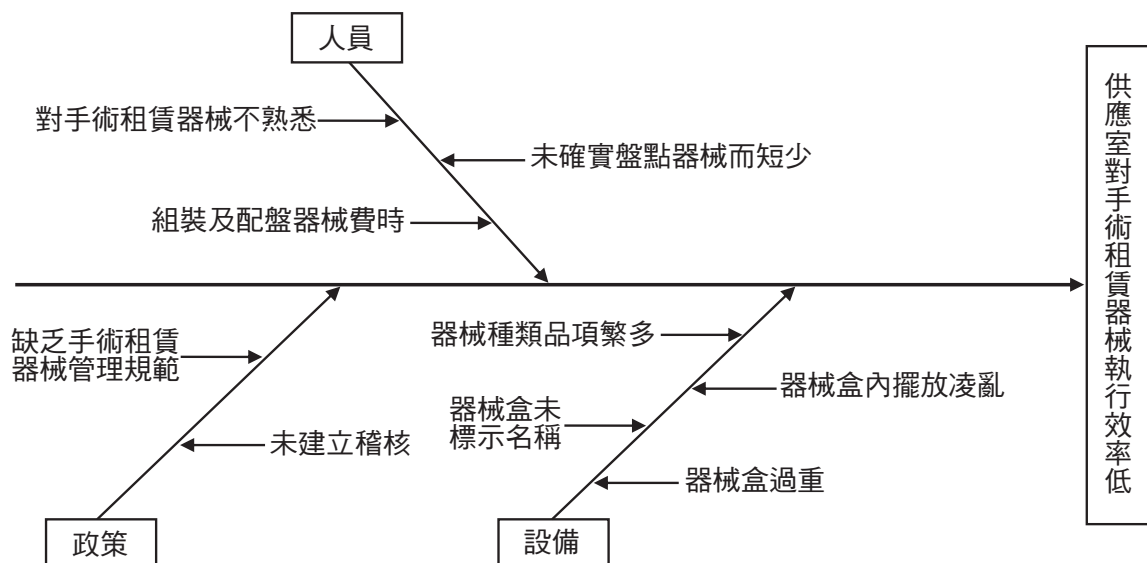 人員
對手術租賃器械不熟悉
未確實盤點器械而短少
組裝及配盤器械費時
供應室對手術租賃器械執行效率低
缺乏手術租賃
器械管理規範
未建立稽核
政策
器械種類品項繁多
器械盒內擺放凌亂
器械盒未
標示名稱
器械盒過重
設備